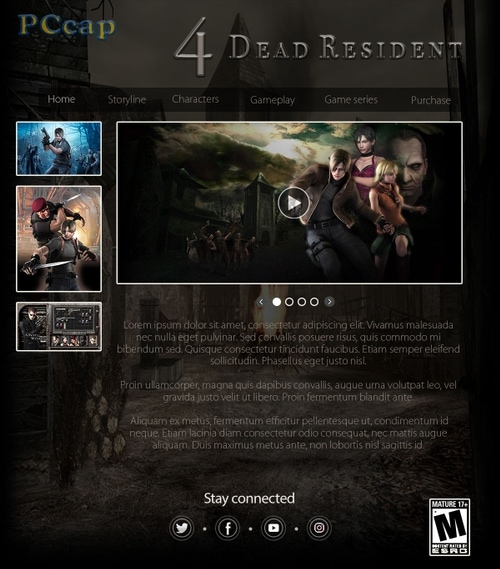 PCcap
4 DEAD RESIDENT
Home Storyline Characters Gameplay Game series Purchase
Lorem ipsum dolor sit amet, consectetur adipiscing elit. Vivamus malesuada
nec nulla eget pulvinar. Sed convallis posuere risus, quis commodo mi
bibendum sed. Quisque consectetur tincidunt faucibus. Etiam semper eleifend
sollicitudin. Phasellus eget justo nisl.
Proin ullamcorper, magna quis dapibus convallis, augue urna volutpat leo, vel
gravida justo velit ut libero. Proin fermentum blandit ante.
Aliquam ex metus, fermentum efficitur pellentesque ut, condimentum id
neque. Etiam lacinia diam consectetur odio consequat, nec mattis augue
aliquam. Duis maximus metus ante, non lobortis nisl sagittis id.
Stay connected
MATURE 17+
M
CONTENT RATED BY
ESRB